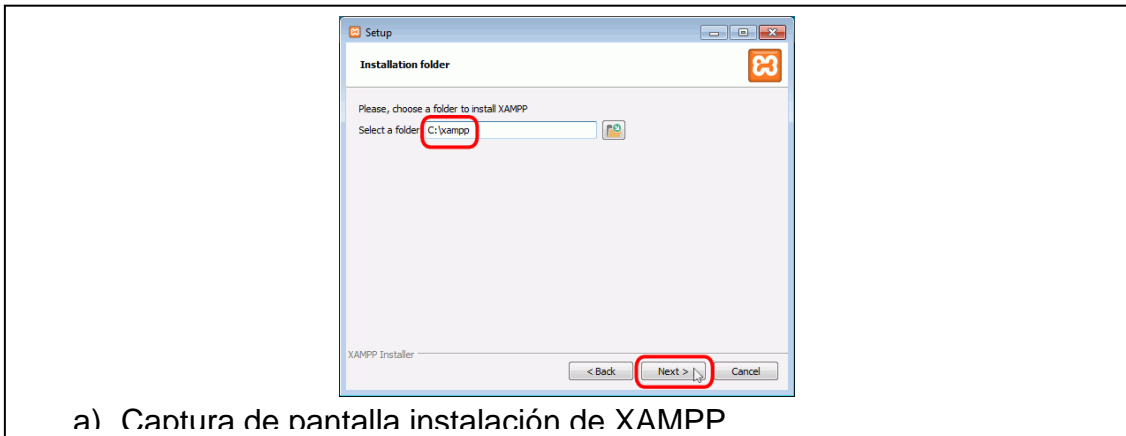 Setup
Installation folder
Please, choose a folder to install XAMPP
Select a folder C:\xampp
XAMPP Installer
< Back Next > Cancel
a) Captura de pantalla instalación de XAMPP